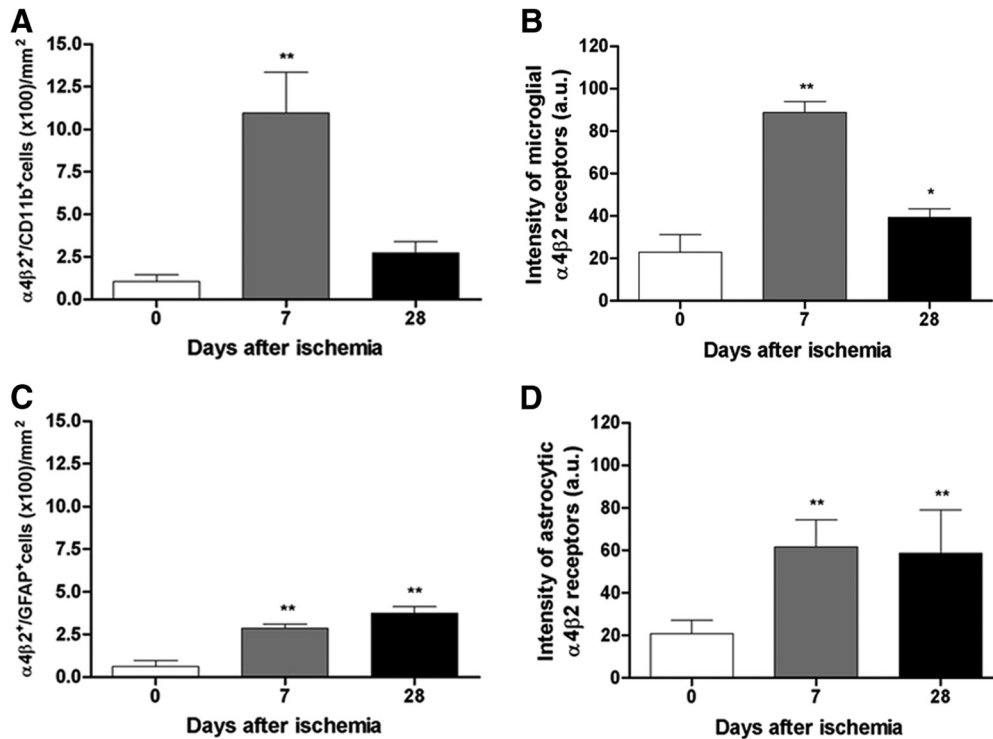 A
α4β2⁺/CD11b⁺cells (x100)/mm²
15.0
12.5
10.0
7.5
5.0
2.5
0.0
**
0 7 28
Days after ischemia
B
Intensity of microglial
α4β2 receptors (a.u.)
120
100
80
60
40
20
0
**
*
0 7 28
Days after ischemia
C
α4β2⁺/GFAP⁺cells (x100)/mm²
15.0
12.5
10.0
7.5
5.0
2.5
0.0
**
**
0 7 28
Days after ischemia
D
Intensity of astrocytic
α4β2 receptors (a.u.)
120
100
80
60
40
20
0
**
**
0 7 28
Days after ischemia